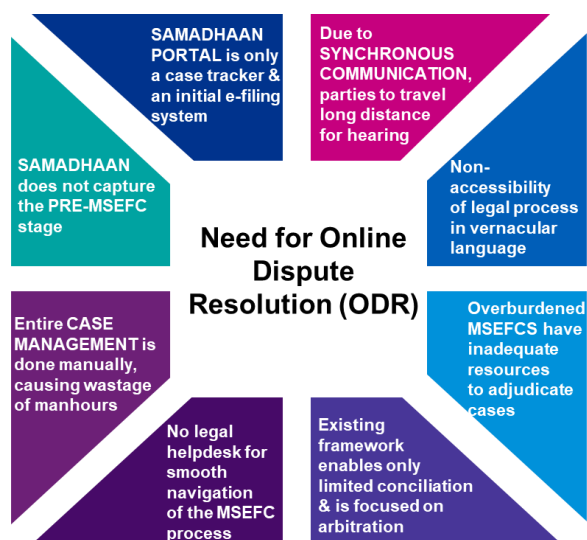 SAMADHAAN
PORTAL is only
a case tracker &
an initial e-filing
system
Due to
SYNCHRONOUS
COMMUNICATION,
parties to travel
long distance
for hearing
SAMADHAAN
does not capture
the PRE-MSEFC
stage
Non-
accessibility
of legal process
in vernacular
language
Need for Online
Dispute
Resolution (ODR)
Entire CASE
MANAGEMENT is
done manually,
causing wastage
of manhours
Overburdened
MSEFCS have
inadequate
resources
to adjudicate
cases
No legal
helpdesk for
smooth
navigation
of the MSEFC
process
Existing
framework
enables only
limited conciliation
& is focused on
arbitration